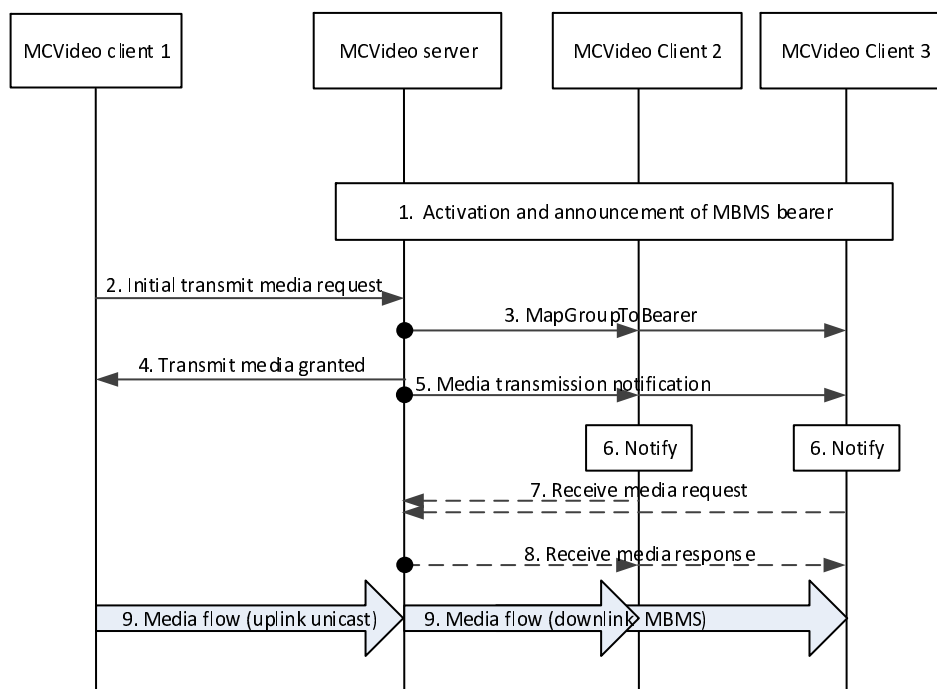 MCVideo client 1
MCVideo server
MCVideo Client 2
MCVideo Client 3
1. Activation and announcement of MBMS bearer
2. Initial transmit media request
3. MapGroupToBearer
4. Transmit media granted
5. Media transmission notification
6. Notify
6. Notify
7. Receive media request
8. Receive media response
9. Media flow (uplink unicast)
9. Media flow (downlink MBMS)